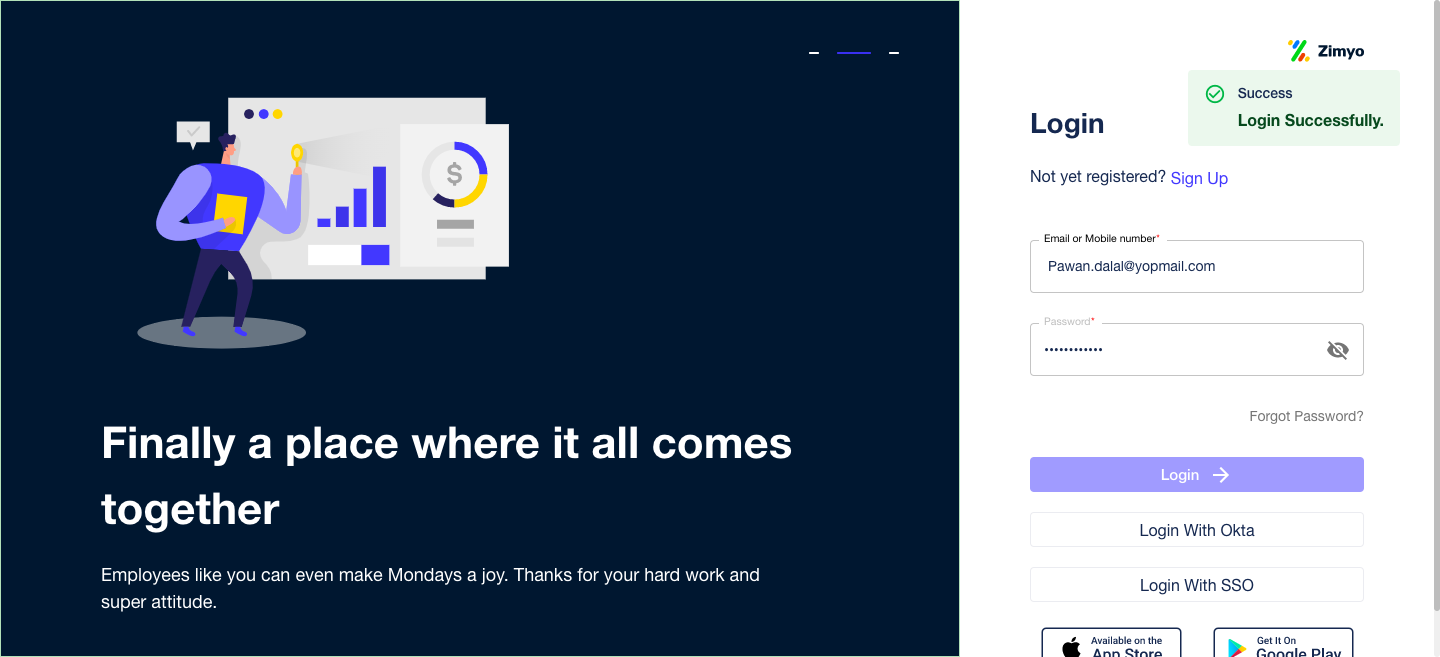 Finally a place where it all comes
together
Employees like you can even make Mondays a joy. Thanks for your hard work and
super attitude.
$
Zimyo
Success
Login Successfully.
Login
Not yet registered? Sign Up
Email or Mobile number*
Pawan.dalal@yopmail.com
Password*
••••••••••••
Forgot Password?
Login
Login With Okta
Login With SSO
Available on the
App Store
Get It On
Google Play